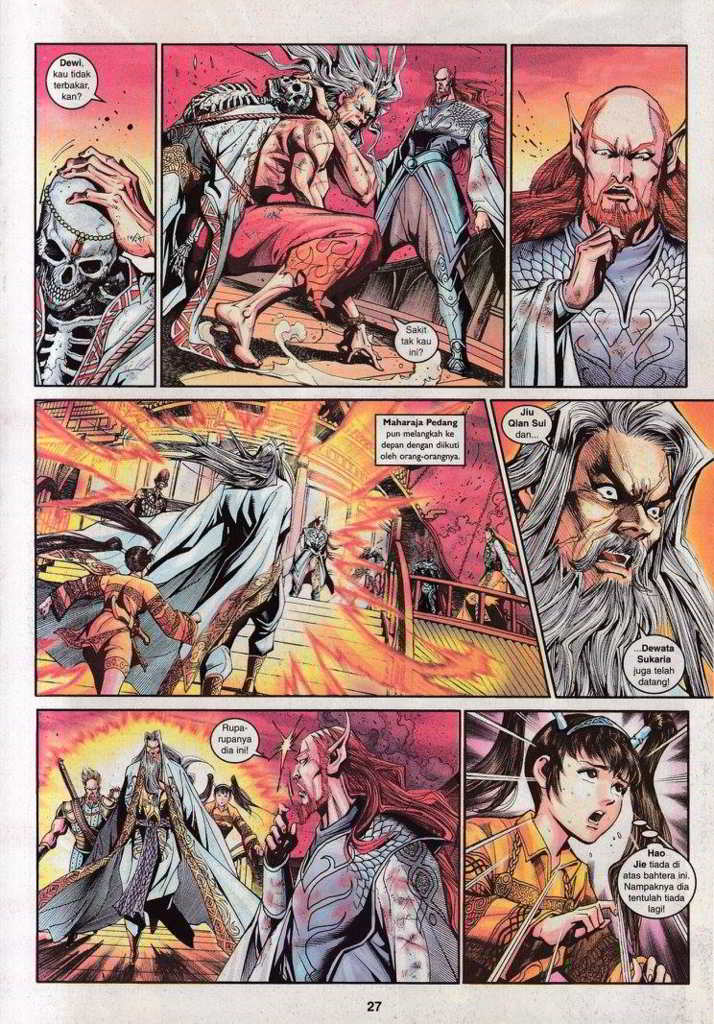 Dewi,
kau tidak
terbakar,
kan?
Sakit
tak kau
ini?
Maharaja Pedang
pun melangkah ke
depan dengan diikuti
oleh orang-orangnya.
Jiu
Qian Sui
dan...
...Dewata
Sukaria
juga telah
datang!
Rupa-
rupanya
dia ini!
Hao
Jie tiada di
atas bahtera ini.
Nampaknya dia
tentulah tiada
lagi!
27